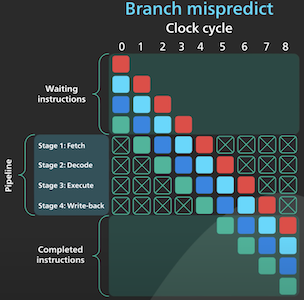 Branch mispredict
Clock cycle
0 1 2 3 4 5 6 7 8
Waiting
instructions
Pipeline
Stage 1: Fetch
Stage 2: Decode
Stage 3: Execute
Stage 4: Write-back
Completed
instructions